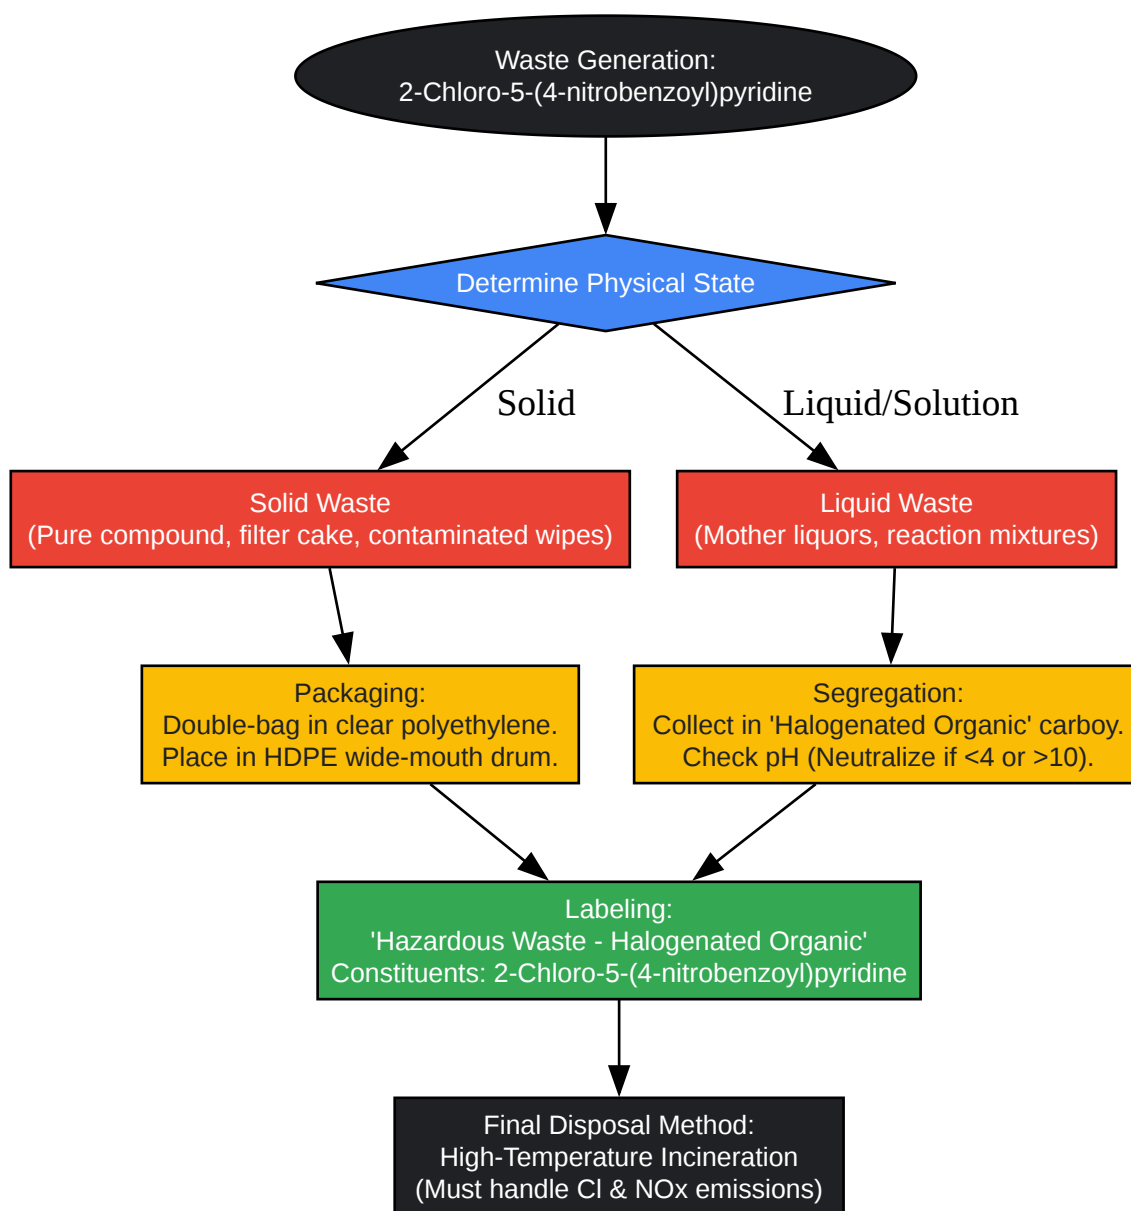 Waste Generation:
2-Chloro-5-(4-nitrobenzoyl)pyridine
Determine Physical State
Solid
Liquid/Solution
Solid Waste
(Pure compound, filter cake, contaminated wipes)
Liquid Waste
(Mother liquors, reaction mixtures)
Packaging:
Double-bag in clear polyethylene.
Place in HDPE wide-mouth drum.
Segregation:
Collect in 'Halogenated Organic' carboy.
Check pH (Neutralize if <4 or >10).
Labeling:
'Hazardous Waste - Halogenated Organic'
Constituents: 2-Chloro-5-(4-nitrobenzoyl)pyridine
Final Disposal Method:
High-Temperature Incineration
(Must handle Cl & NOx emissions)